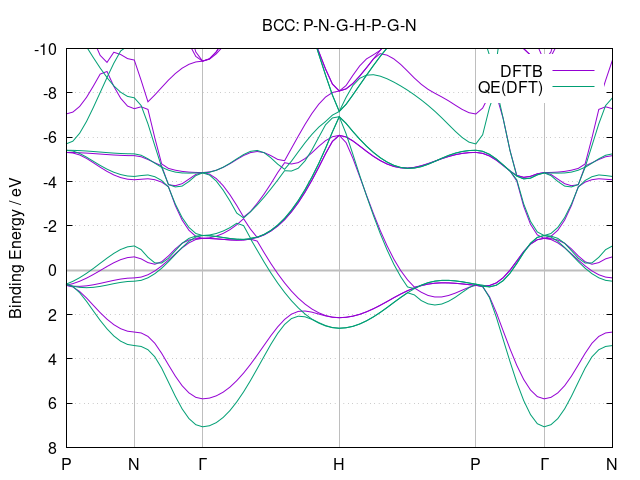 BCC: P-N-G-H-P-G-N
DFTB
QE(DFT)
Binding Energy / eV
-10
-8
-6
-4
-2
0
2
4
6
8
P N Γ H P Γ N